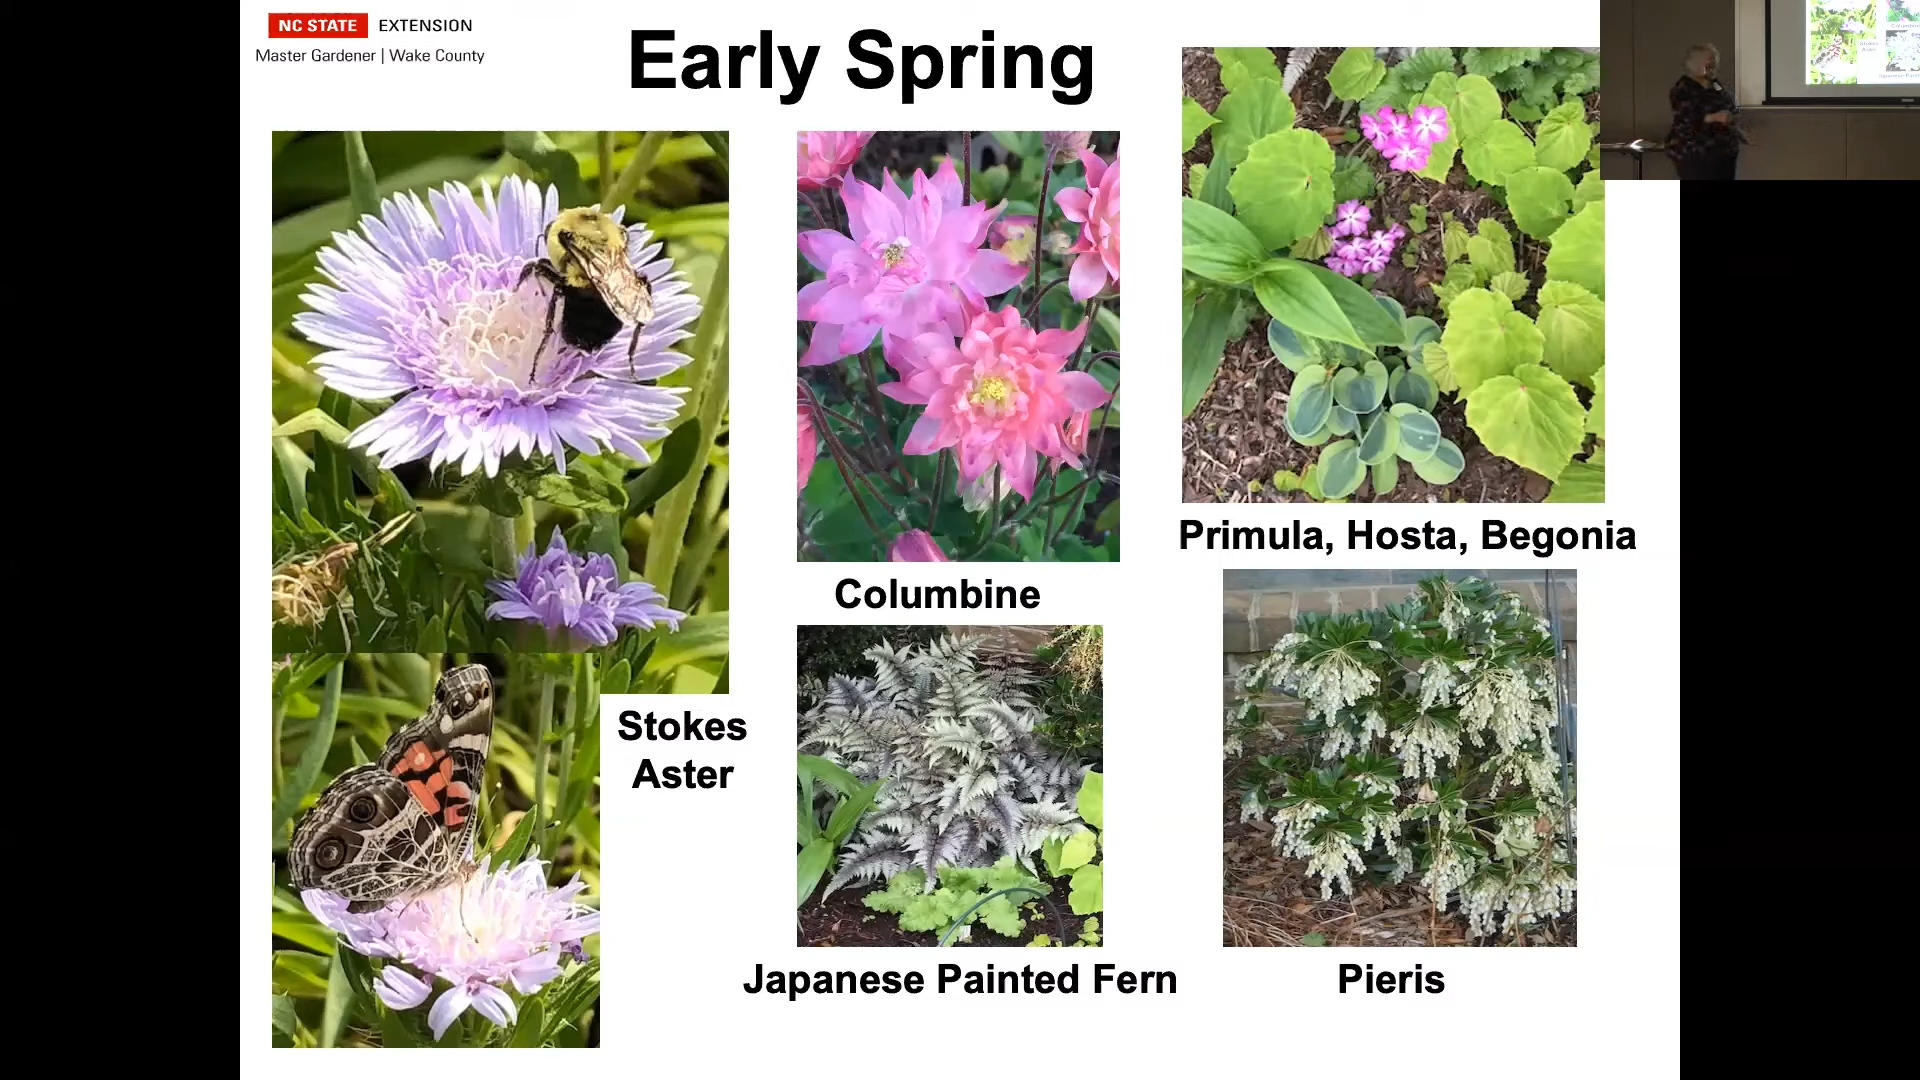 NC STATE EXTENSION
Master Gardener | Wake County
Early Spring
Primula, Hosta, Begonia
Columbine
Stokes
Aster
Japanese Painted Fern
Pieris